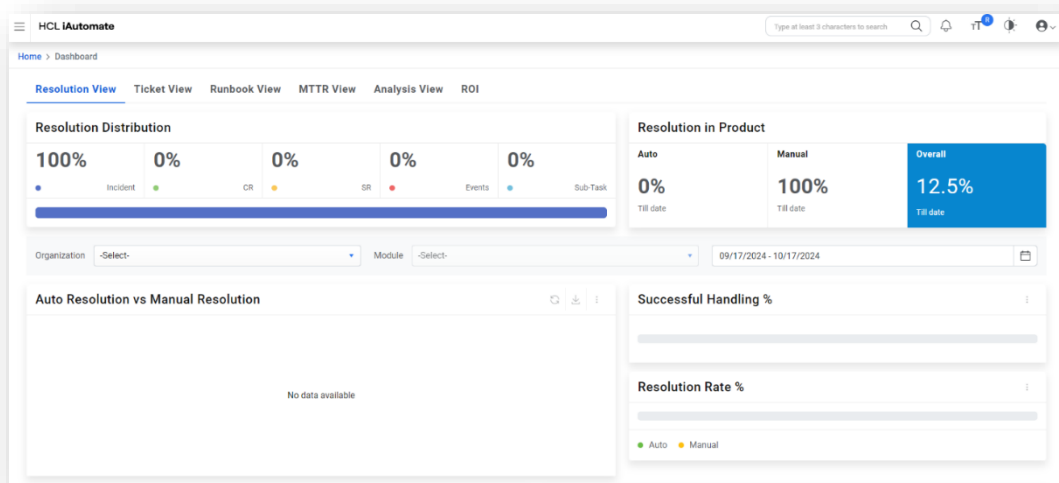 HCL iAutomate
Type at least 3 characters to search
тT R
Home > Dashboard
Resolution View Ticket View Runbook View MTTR View Analysis View ROI
Resolution Distribution
100% 0% 0% 0% 0%
Incident CR SR Events Sub-Task
Resolution in Product
Auto Manual Overall
0% 100% 12.5%
Till date Till date Till date
Organization -Select- Module -Select- 09/17/2024 - 10/17/2024
Auto Resolution vs Manual Resolution
No data available
Successful Handling %
Resolution Rate %
Auto Manual